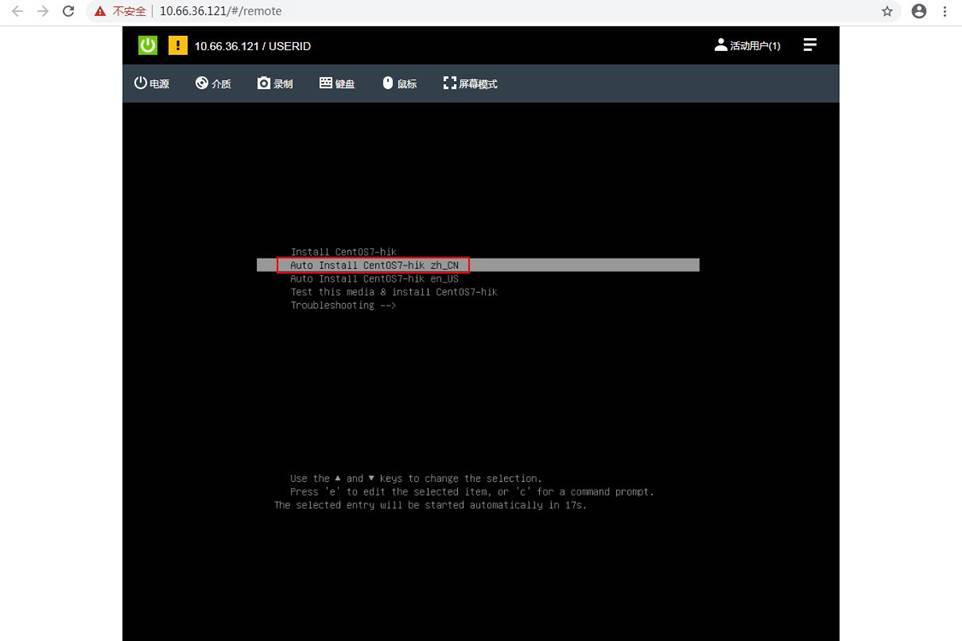 不安全 10.66.36.121/#/remote
! 10.66.36.121 / USERID 活动用户(1)
电源 介质 录制 键盘 鼠标 屏幕模式
Install CentOS7-hik
Auto Install CentOS7-hik zh_CN
Auto Install CentOS7-hik en_US
Test this media & install CentOS7-hik
Troubleshooting -->
Use the ▲ and ▼ keys to change the selection.
Press 'e' to edit the selected item, or 'c' for a command prompt.
The selected entry will be started automatically in 17s.